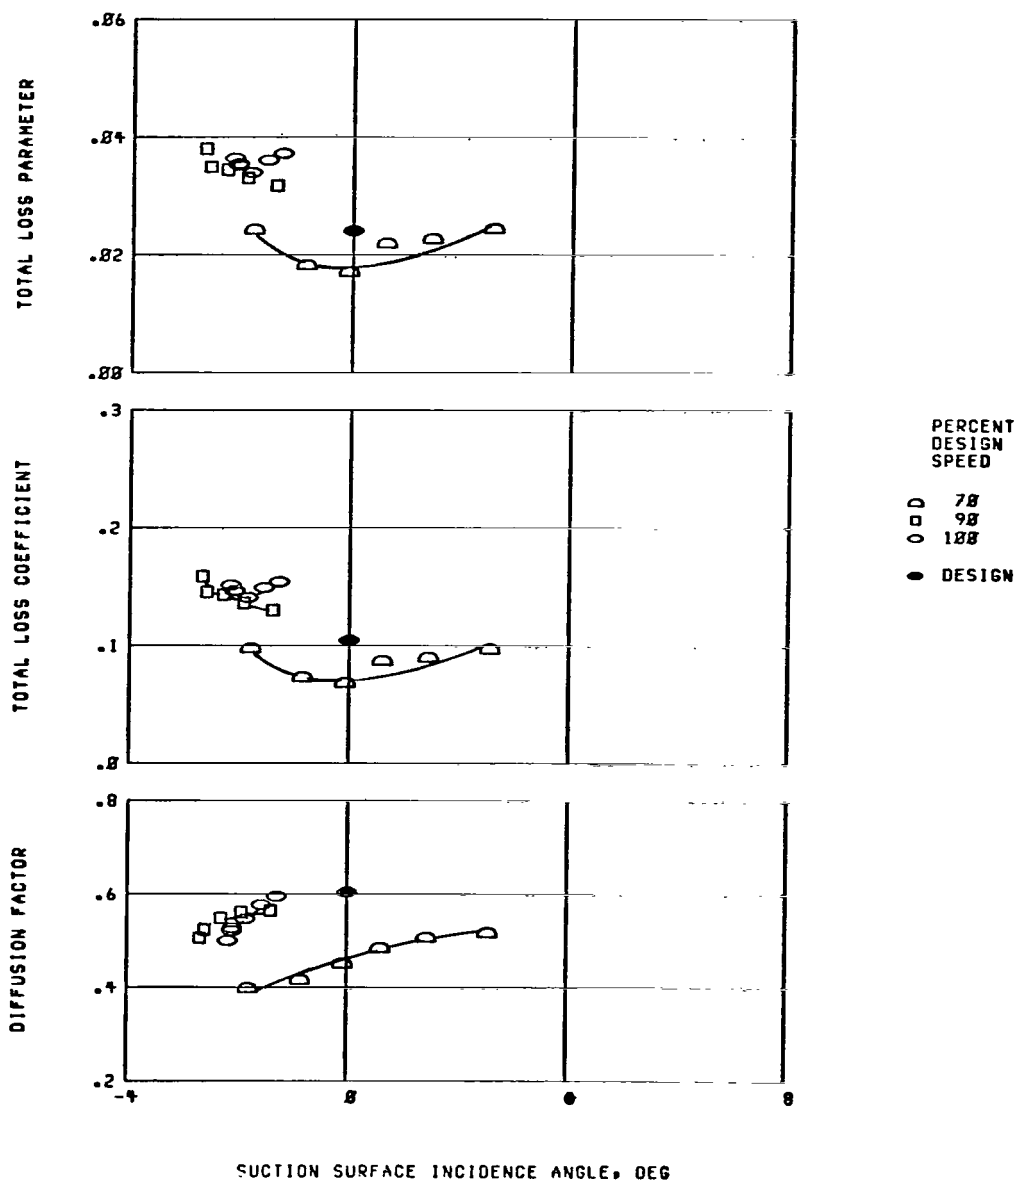 .06
.04
.02
.00
TOTAL LOSS PARAMETER
.3
.2
.1
.0
TOTAL LOSS COEFFICIENT
.8
.6
.4
.2
DIFFUSION FACTOR
-4
0
8
SUCTION SURFACE INCIDENCE ANGLE, DEG
PERCENT
DESIGN
SPEED
70
90
100
DESIGN